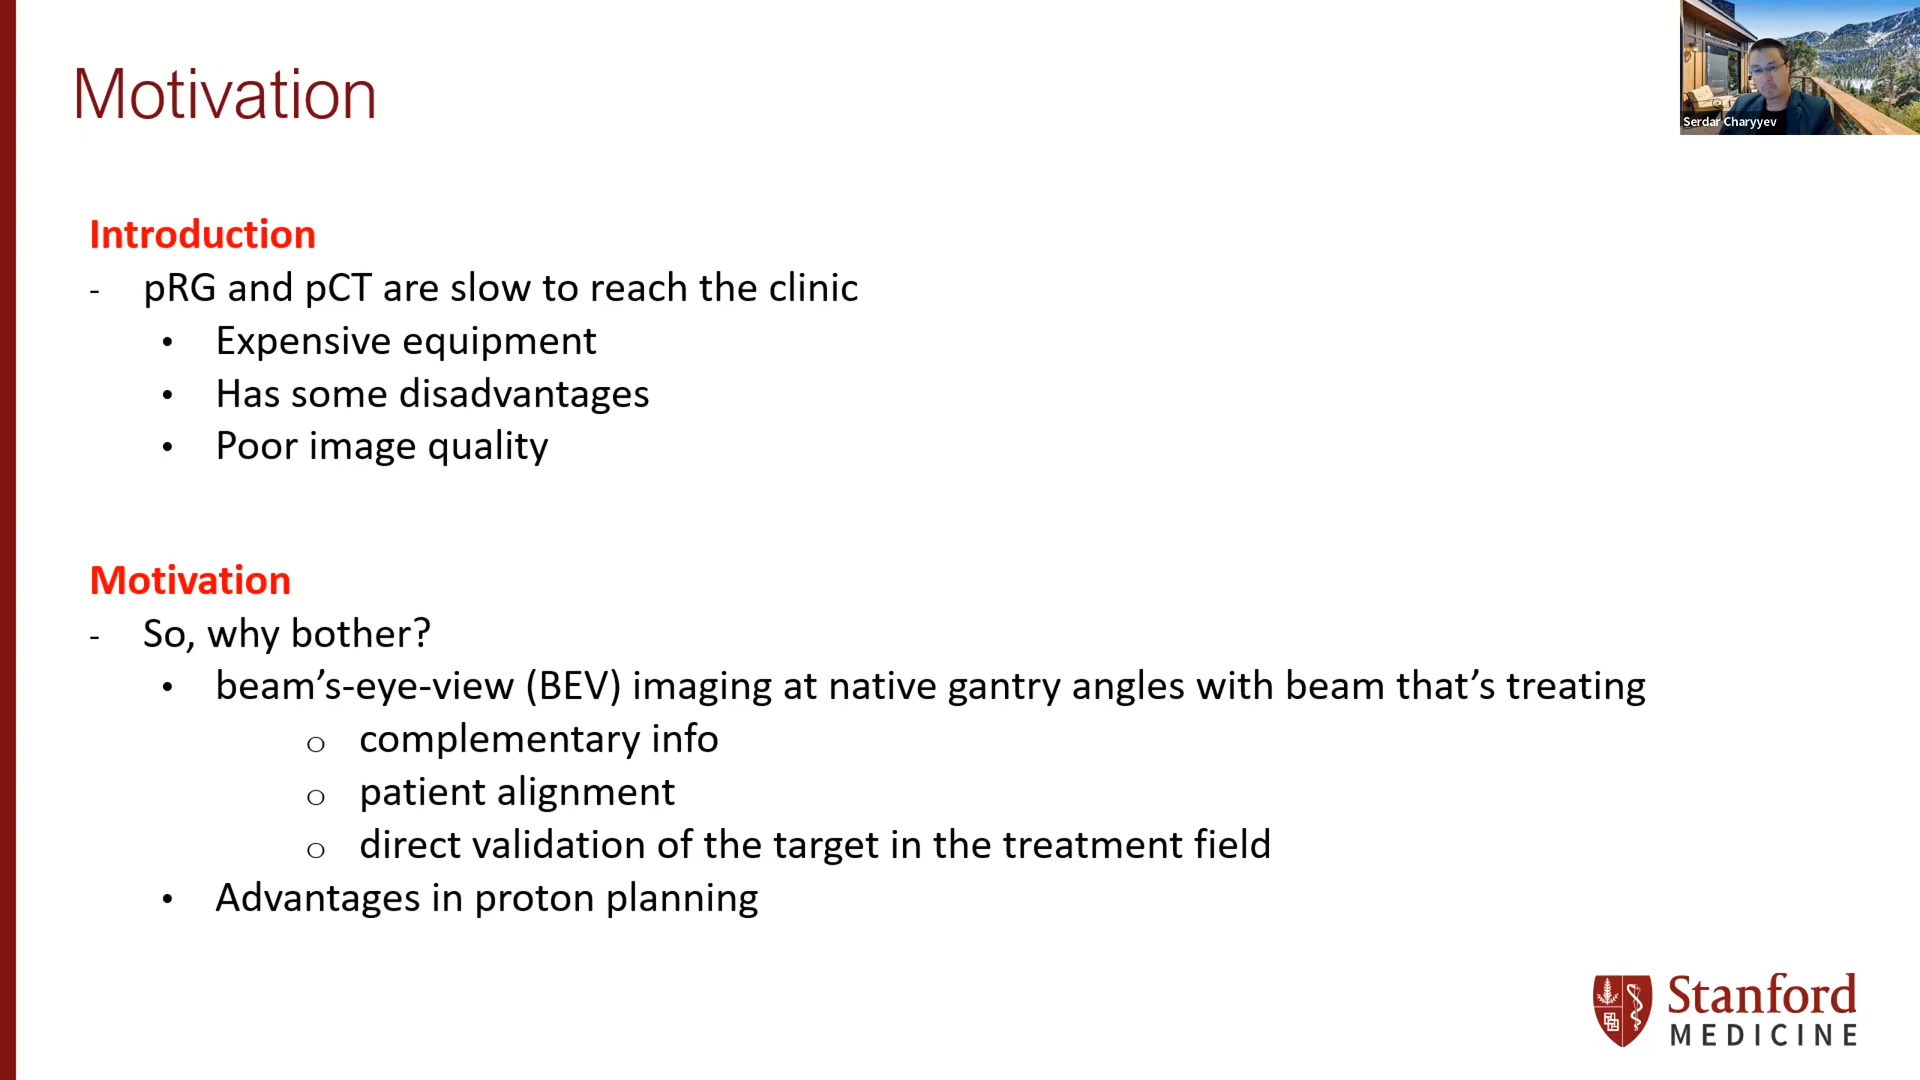 Motivation
Serdar Charyyev
Introduction
- pRG and pCT are slow to reach the clinic
• Expensive equipment
• Has some disadvantages
• Poor image quality
Motivation
- So, why bother?
• beam’s-eye-view (BEV) imaging at native gantry angles with beam that’s treating
o complementary info
o patient alignment
o direct validation of the target in the treatment field
• Advantages in proton planning
Stanford
MEDICINE